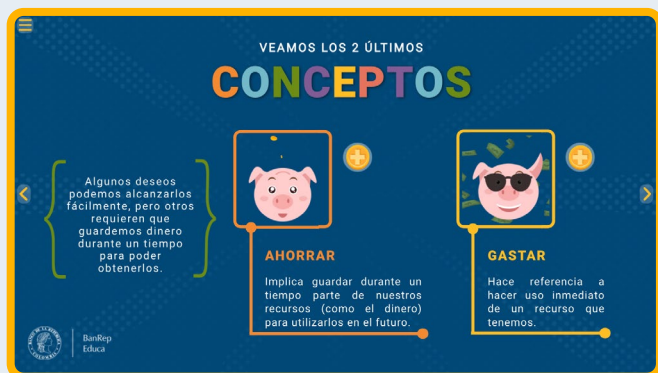 VEAMOS LOS 2 ÚLTIMOS
CONCEPTOS
Algunos deseos
podemos alcanzarlos
fácilmente, pero otros
requieren que
guardemos dinero
durante un tiempo
para poder
obtenerlos.
AHORRAR
Implica guardar durante un
tiempo parte de nuestros
recursos (como el dinero)
para utilizarlos en el futuro.
GASTAR
Hace referencia a
hacer uso inmediato
de un recurso que
tenemos.
BanRep
Educa